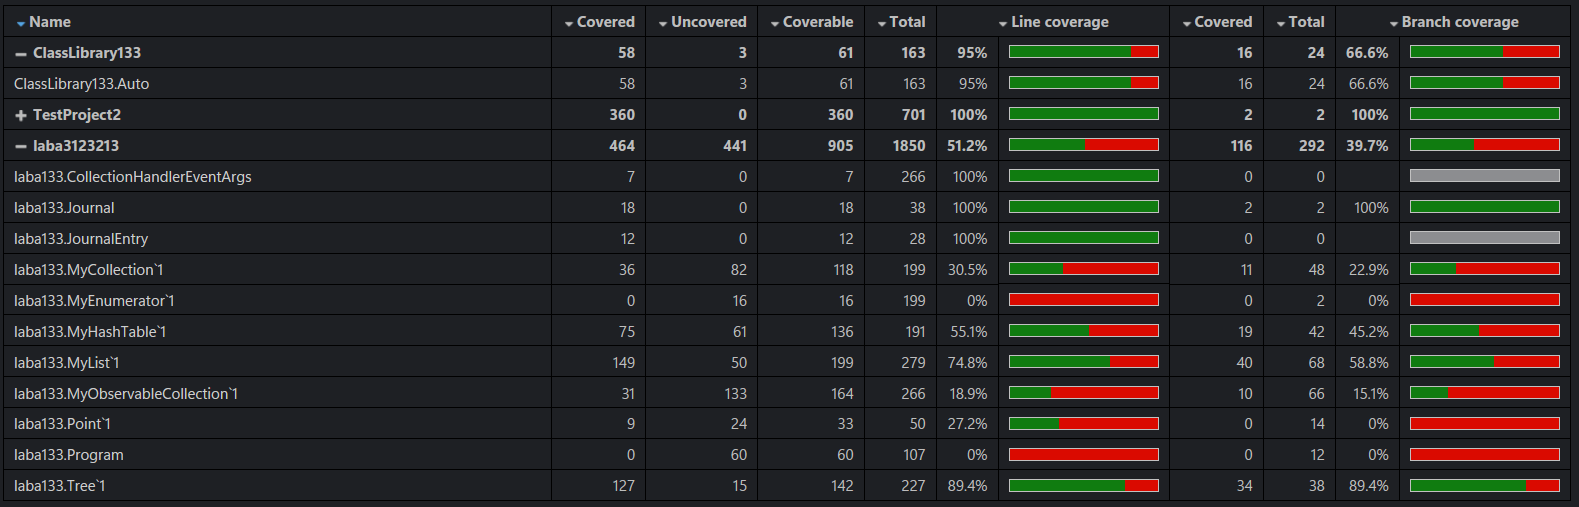 Name Covered Uncovered Coverable Total Line coverage Covered Total Branch coverage
ClassLibrary133 58 3 61 163 95% 16 24 66.6%
ClassLibrary133.Auto 58 3 61 163 95% 16 24 66.6%
TestProject2 360 0 360 701 100% 2 2 100%
laba3123213 464 441 905 1850 51.2% 116 292 39.7%
laba133.CollectionHandlerEventArgs 7 0 7 266 100% 0 0
laba133.Journal 18 0 18 38 100% 2 2 100%
laba133.JournalEntry 12 0 12 28 100% 0 0
laba133.MyCollection`1 36 82 118 199 30.5% 11 48 22.9%
laba133.MyEnumerator`1 0 16 16 199 0% 0 2 0%
laba133.MyHashTable`1 75 61 136 191 55.1% 19 42 45.2%
laba133.MyList`1 149 50 199 279 74.8% 40 68 58.8%
laba133.MyObservableCollection`1 31 133 164 266 18.9% 10 66 15.1%
laba133.Point`1 9 24 33 50 27.2% 0 14 0%
laba133.Program 0 60 60 107 0% 0 12 0%
laba133.Tree`1 127 15 142 227 89.4% 34 38 89.4%